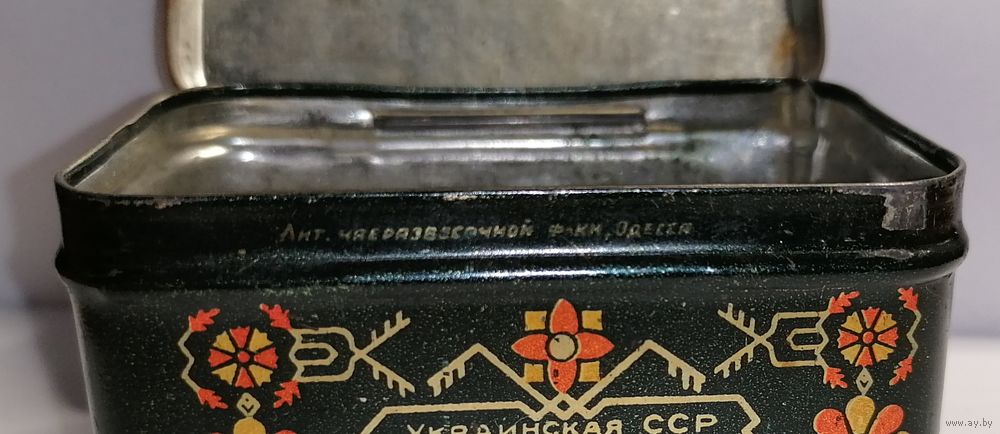 Лит. чаеразвесочной ф-ки, Одесса
УКРАИНСКАЯ ССР
www.ay.by